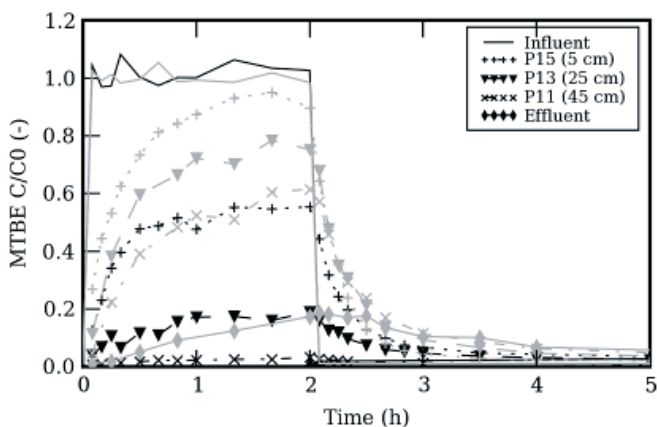 1.2
1.0
0.8
0.6
0.4
0.2
0.0
MTBE C/C0 (-)
Influent
P15 (5 cm)
P13 (25 cm)
P11 (45 cm)
Effluent
0 1 2 3 4 5
Time (h)